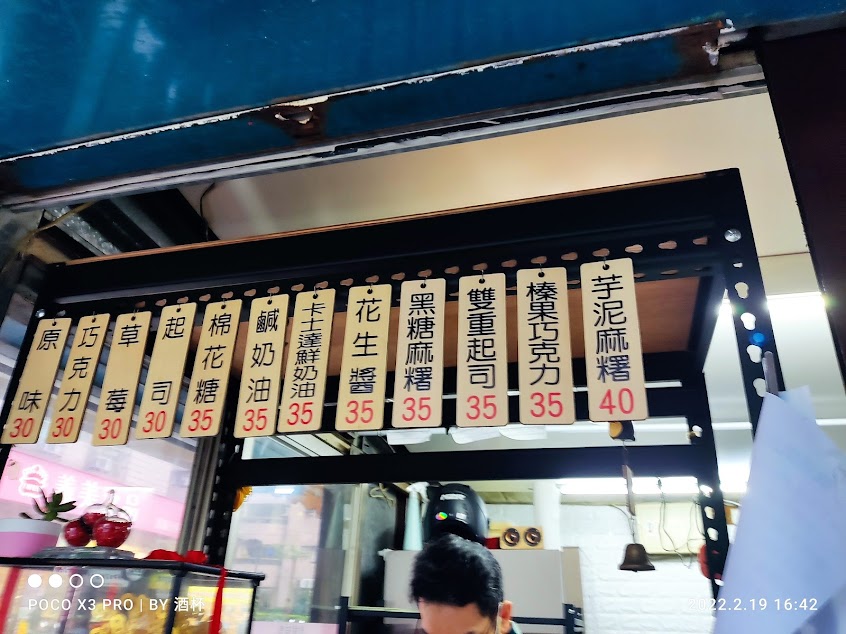 原味
30
巧克力
30
草莓
30
起司
30
棉花糖
35
鹹奶油
35
卡士達鮮奶油
35
花生醬
35
黑糖麻糬
35
雙重起司
35
榛果巧克力
35
芋泥麻糬
40
POCO X3 PRO | BY 酒杯
2022.2.19 16:42